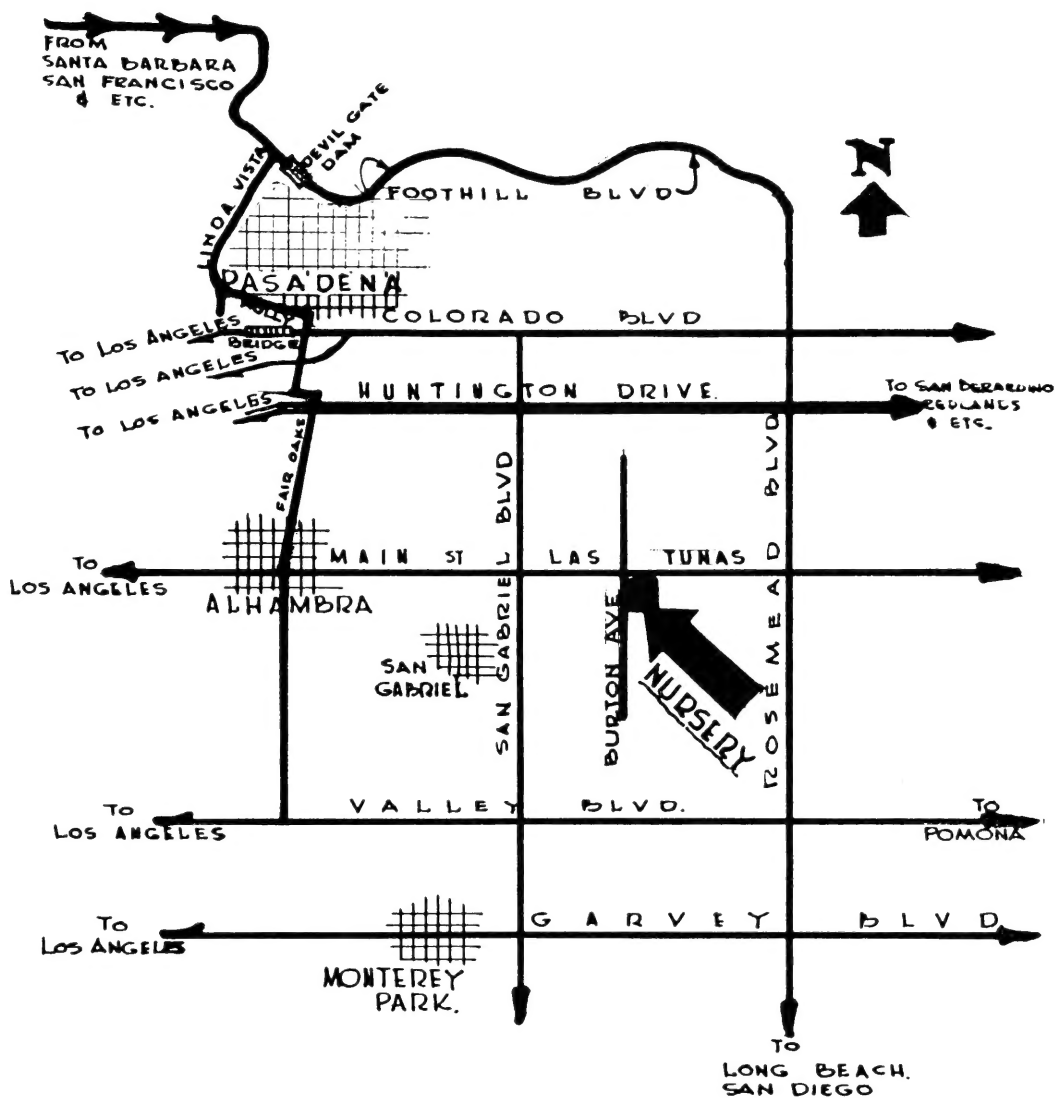 FROM
SANTA BARBARA
SAN FRANCISCO
& ETC.
DEVIL GATE
DAM
LINDA VISTA
FOOTHILL BLVD
N
PASADENA
HOLLY
COLORADO BLVD
TO LOS ANGELES
BRIDGE
TO LOS ANGELES
HUNTINGTON DRIVE.
TO SAN BERARDINO
REDLANDS
& ETC.
TO LOS ANGELES
FAIR OAKS
SAN GABRIEL BLVD
ROSEMEAD BLVD
MAIN ST LAS TUNAS
TO
LOS ANGELES
ALHAMBRA
BURTON AVE
SAN
GABRIEL
NURSERY
VALLEY BLVD.
TO
LOS ANGELES
TO
POMONA
GARVEY BLVD
TO
LOS ANGELES
MONTEREY
PARK.
TO
LONG BEACH.
SAN DIEGO